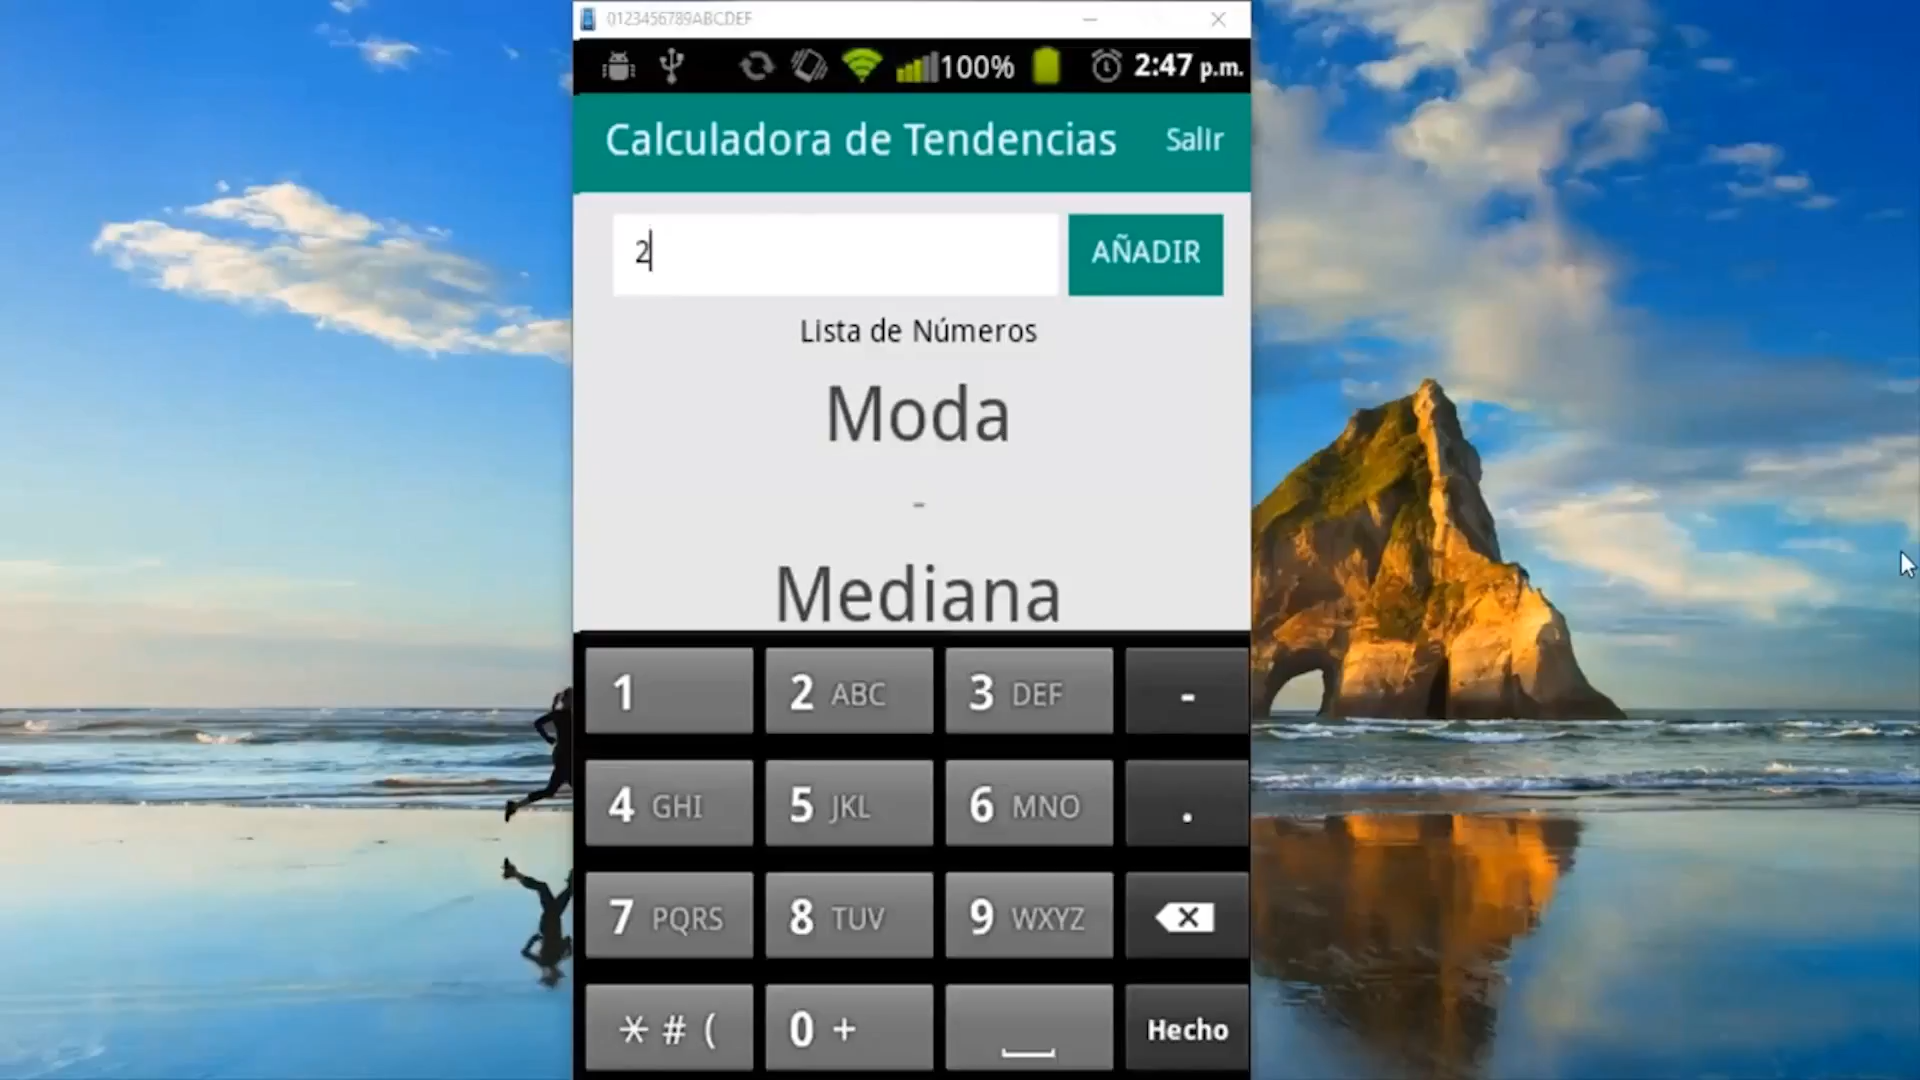 0123456789ABCDEF
100% 2:47 p.m.
Calculadora de Tendencias Salir
2 AÑADIR
Lista de Números
Moda
-
Mediana
1 2 ABC 3 DEF -
4 GHI 5 JKL 6 MNO .
7 PQRS 8 TUV 9 WXYZ
* # ( 0 + Hecho